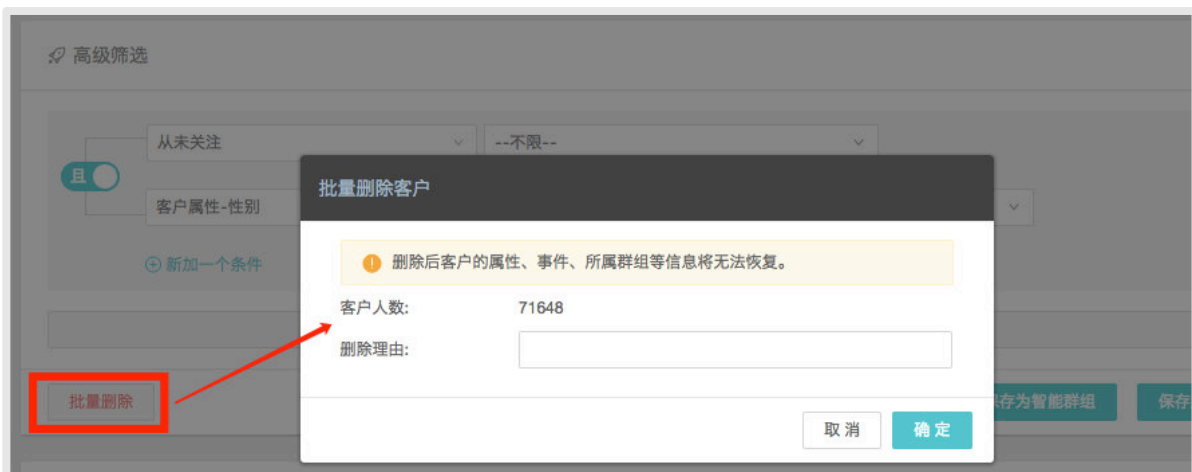 高级筛选
从未关注
--不限--
且
批量删除客户
客户属性-性别
新加一个条件
删除后客户的属性、事件、所属群组等信息将无法恢复。
客户人数: 71648
删除理由:
批量删除
存为智能群组
保存
取消
确定